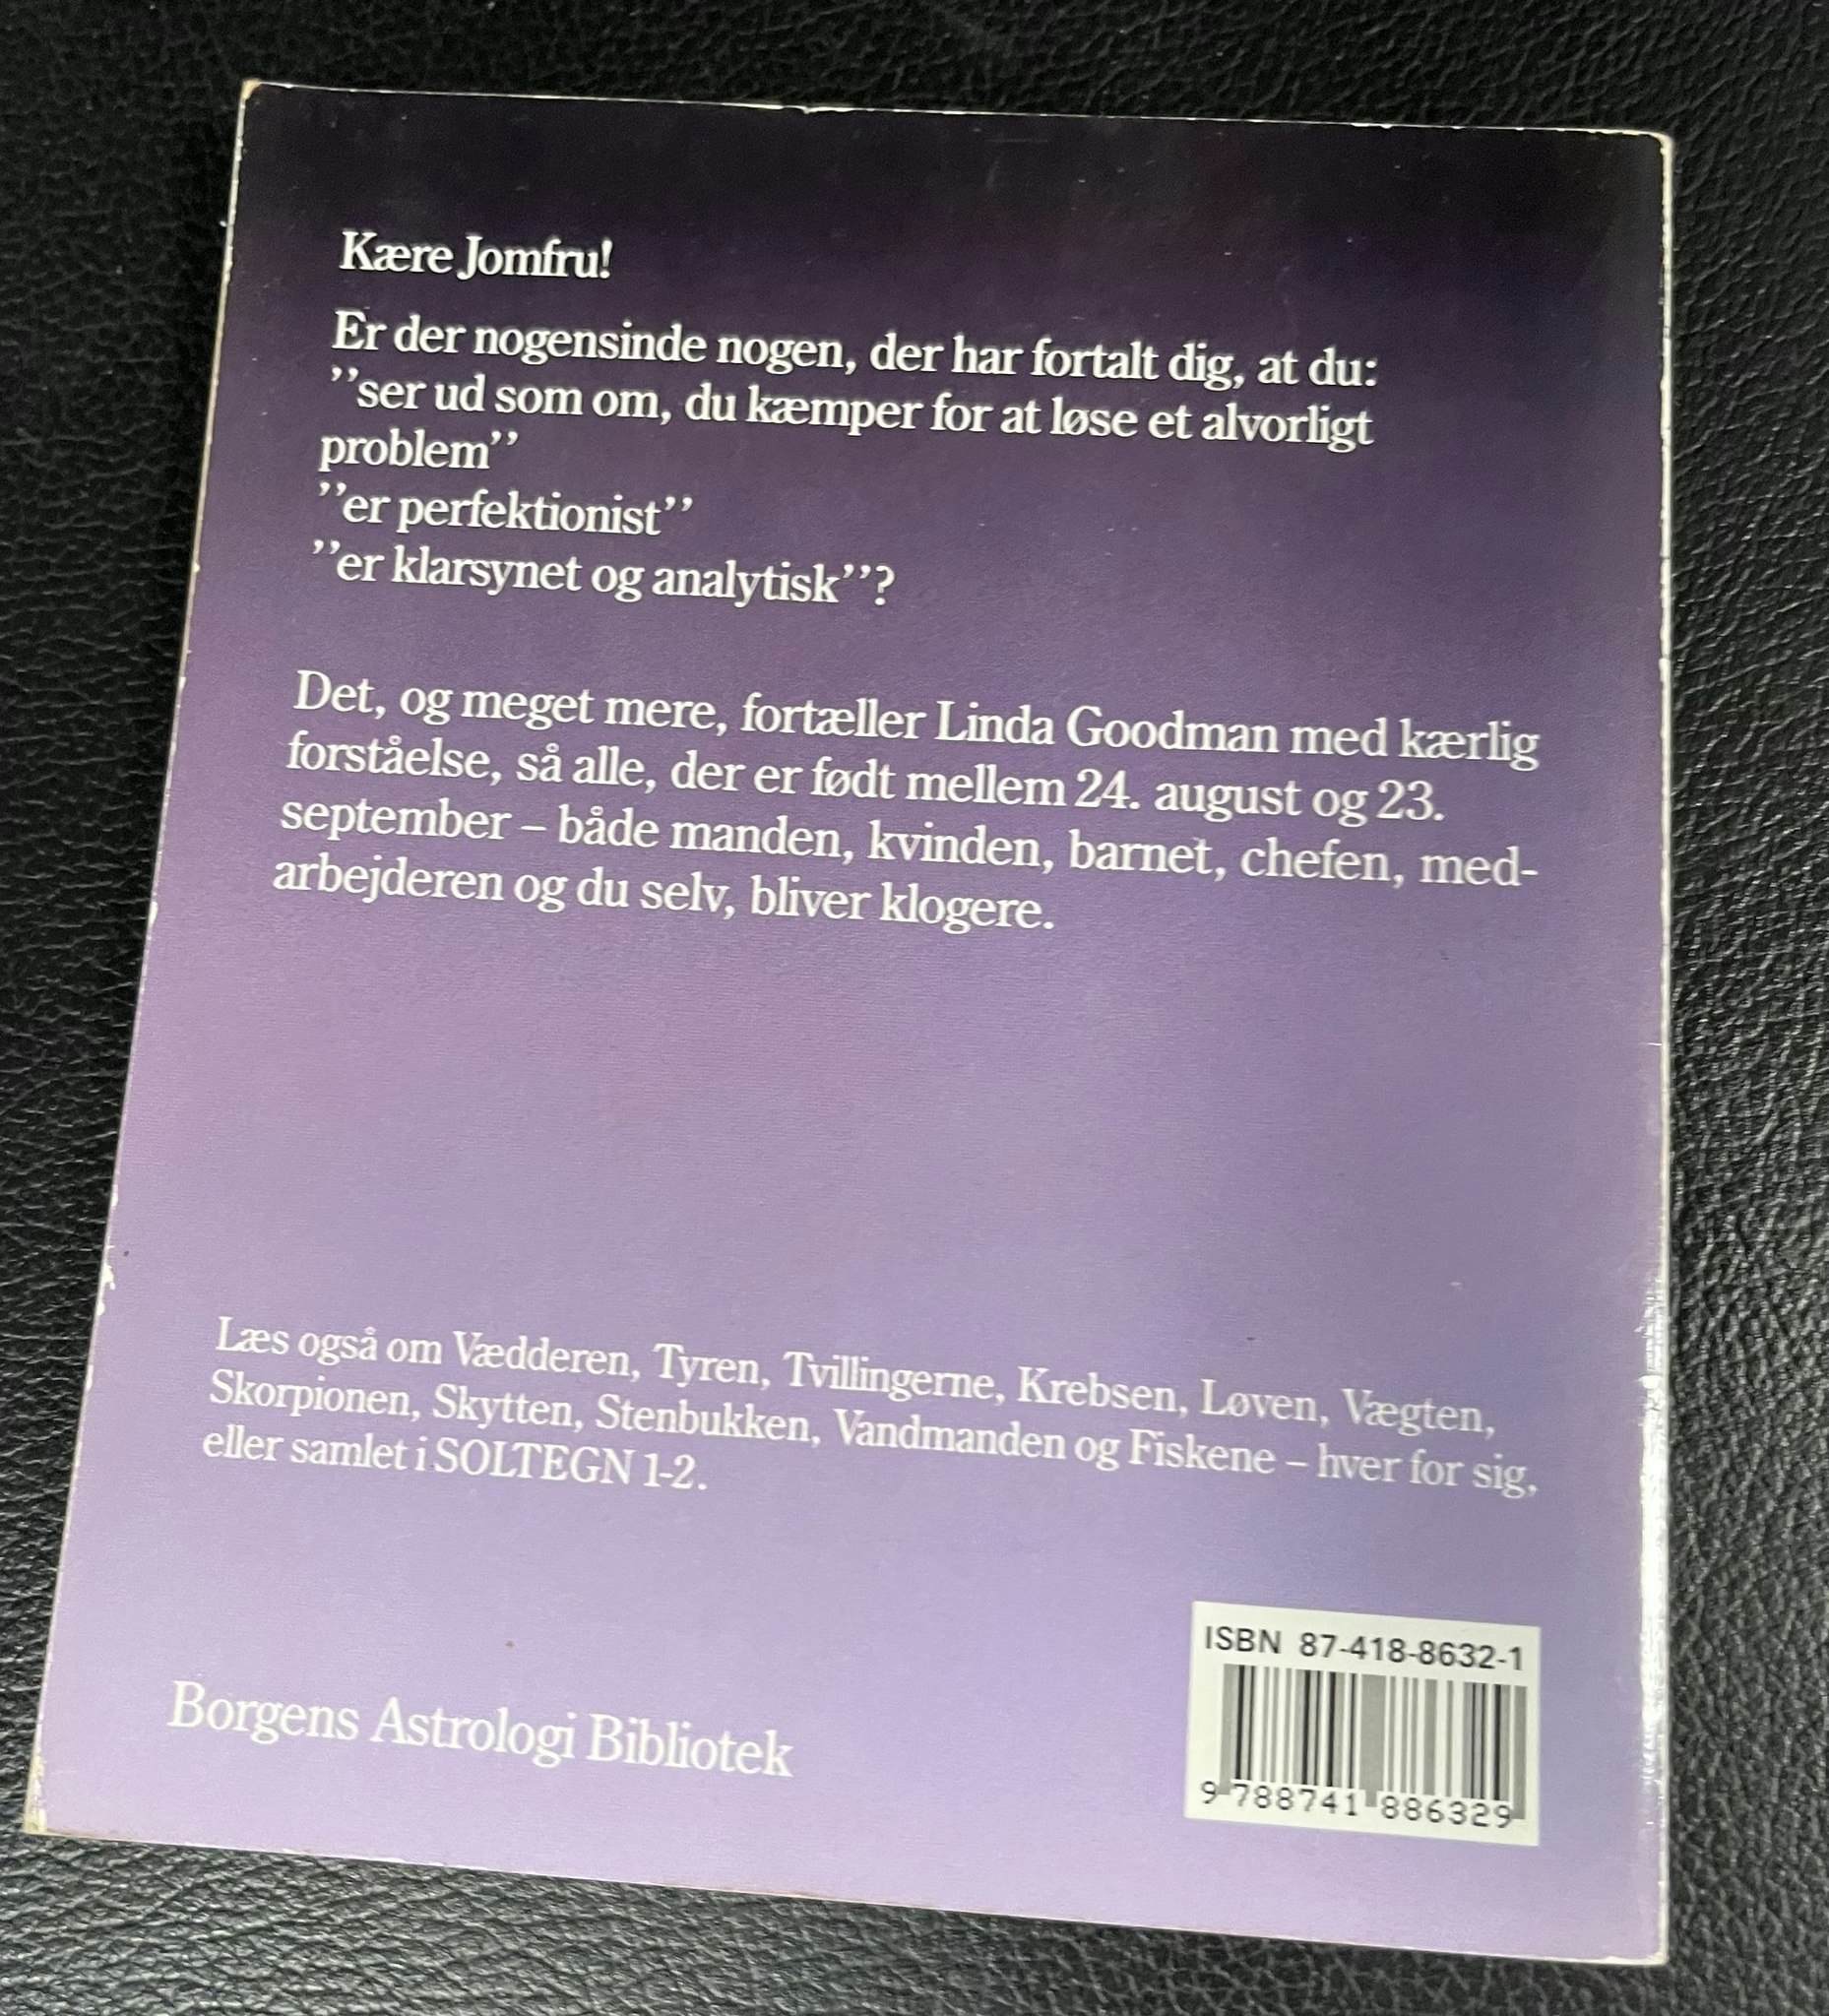 Kære Jomfru!
Er der nogensinde nogen, der har fortalt dig, at du:
’’ser ud som om, du kæmper for at løse et alvorligt
problem’’
’’er perfektionist’’
’’er klarsynet og analytisk’’?
Det, og meget mere, fortæller Linda Goodman med kærlig
forståelse, så alle, der er født mellem 24. august og 23.
september – både manden, kvinden, barnet, chefen, med-
arbejderen og du selv, bliver klogere.
Læs også om Vædderen, Tyren, Tvillingerne, Krebsen, Løven, Vægten,
Skorpionen, Skytten, Stenbukken, Vandmanden og Fiskene – hver for sig,
eller samlet i SOLTEGN 1-2.
Borgens Astrologi Bibliotek
ISBN 87-418-8632-1
9 788741 886329